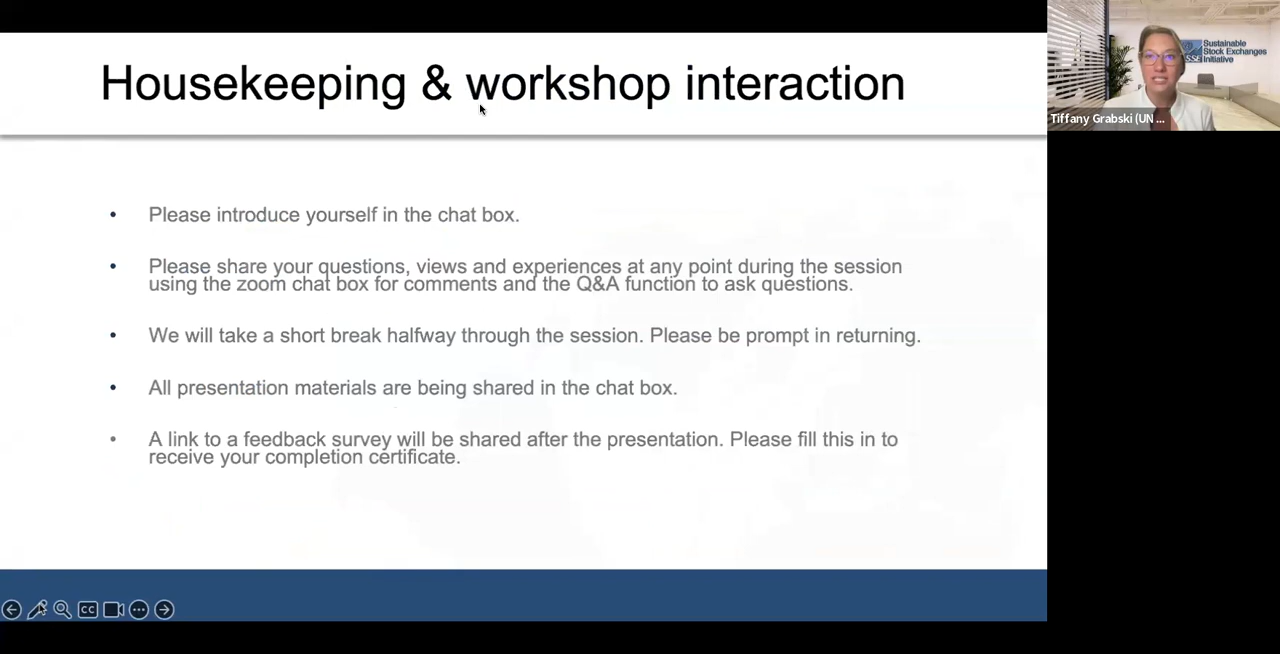 Housekeeping & workshop interaction
Sustainable
Stock Exchanges
Initiative
SSE
Tiffany Grabski (UN ...
• Please introduce yourself in the chat box.
• Please share your questions, views and experiences at any point during the session
using the zoom chat box for comments and the Q&A function to ask questions.
• We will take a short break halfway through the session. Please be prompt in returning.
• All presentation materials are being shared in the chat box.
• A link to a feedback survey will be shared after the presentation. Please fill this in to
receive your completion certificate.
CC